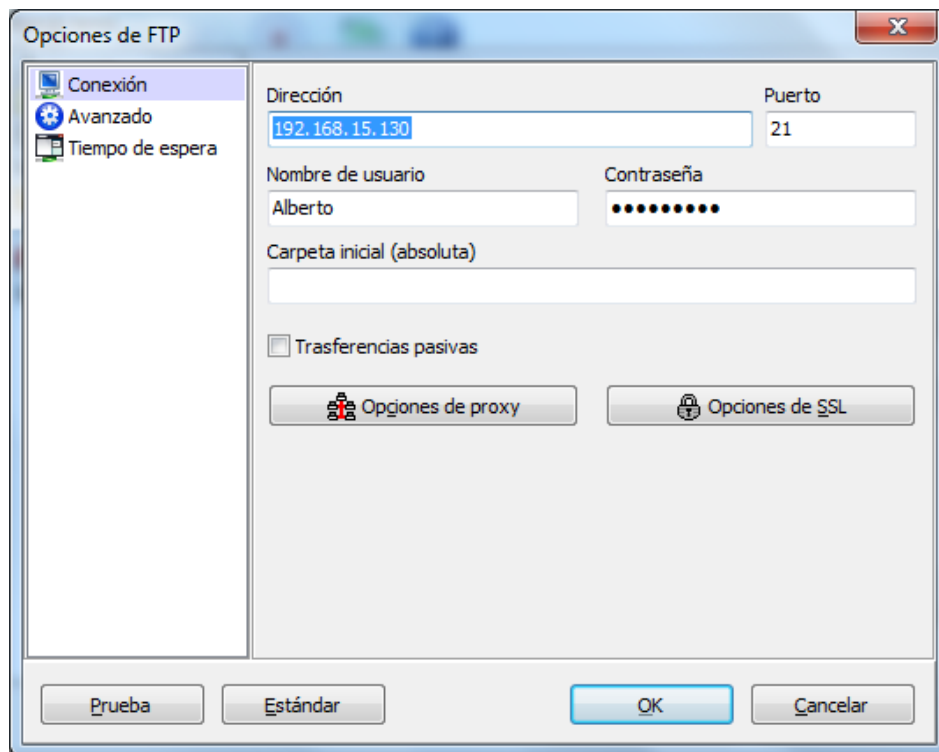 Opciones de FTP
Conexión
Avanzado
Tiempo de espera
Dirección
Puerto
192.168.15.130
21
Nombre de usuario
Contraseña
Alberto
•••••••••
Carpeta inicial (absoluta)
Trasferencias pasivas
Opciones de proxy
Opciones de SSL
Prueba
Estándar
OK
Cancelar